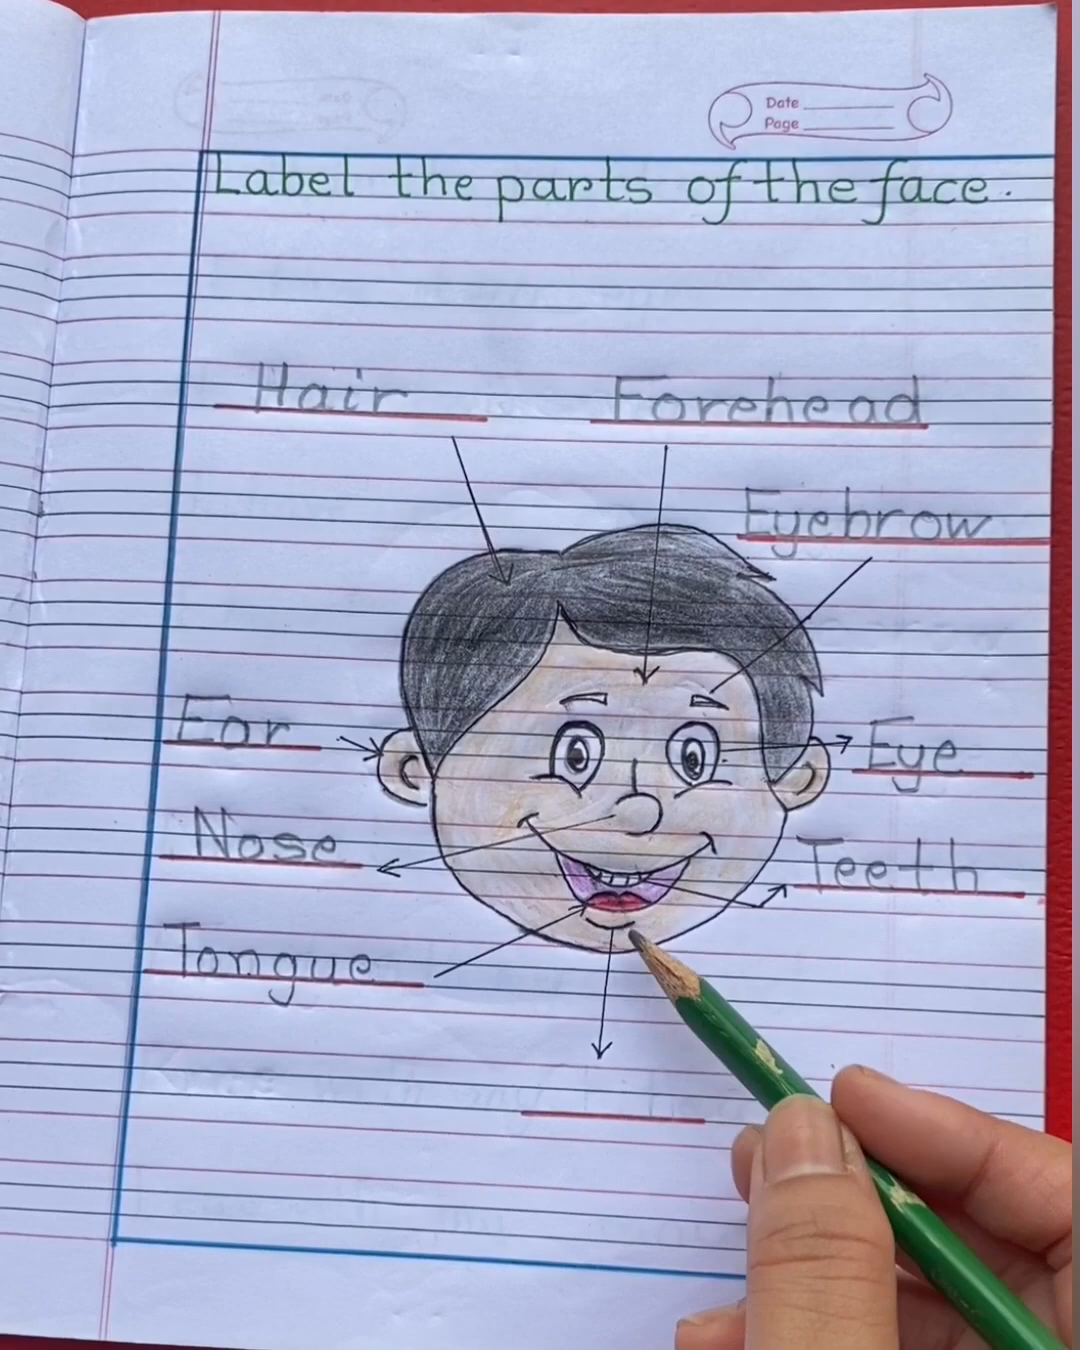 Date
Page
Label the parts of the face.
Hair Forehead
Eyebrow
Ear Eye
Nose Teeth
Tongue